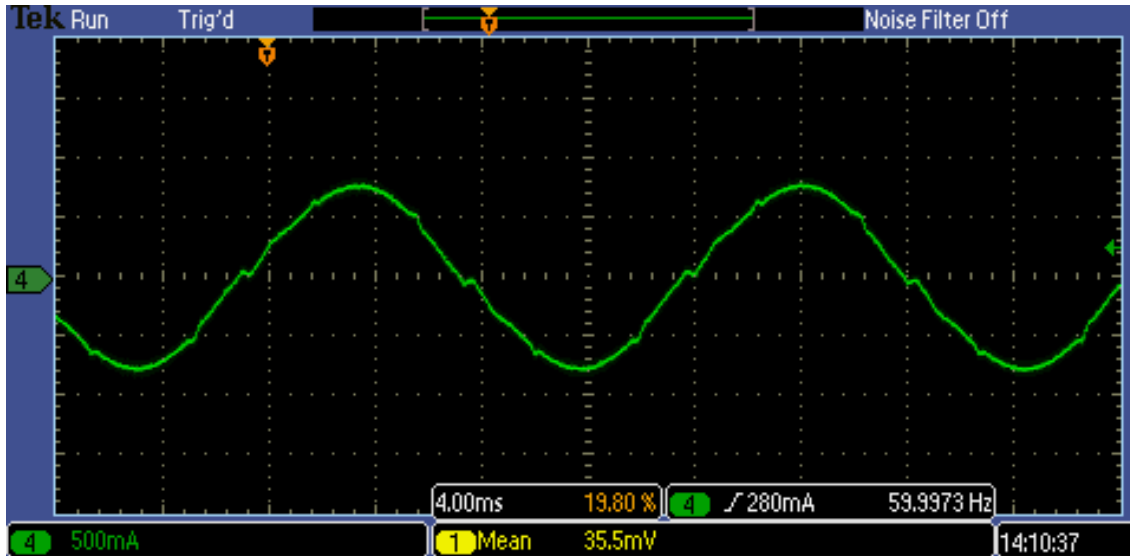 Tek Run Trig'd Noise Filter Off
T
T
4
4.00ms 19.80 % 4 280mA 59.9973 Hz
4 500mA 1 Mean 35.5mV 14:10:37